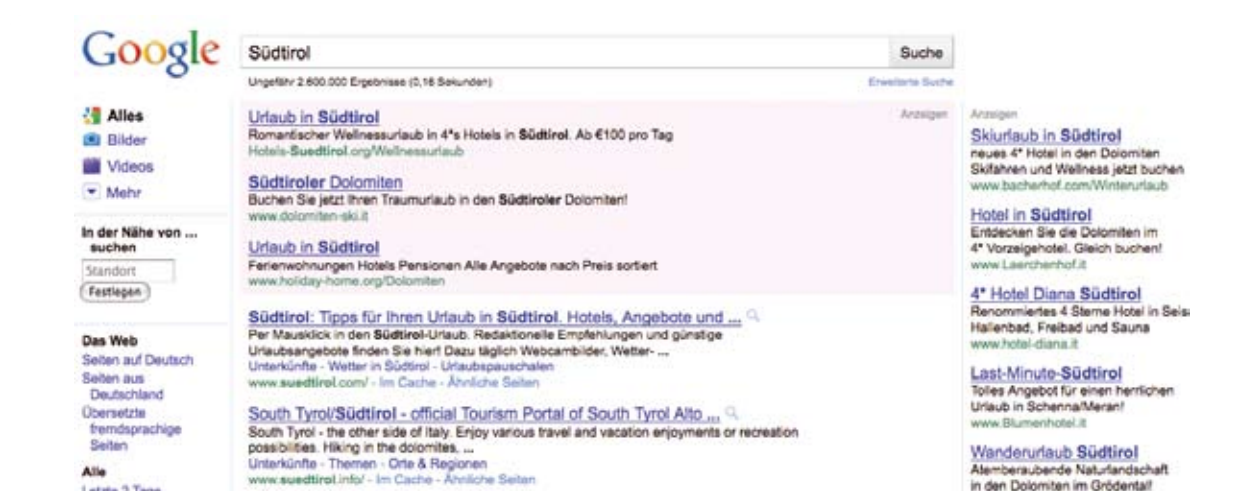 Google
Südtirol
Suche
Ungefähr 2.600.000 Ergebnisse (0,16 Sekunden)
Erweiterte Suche
Alles
Bilder
Videos
Mehr
In der Nähe von ...
suchen
Standort
Festlegen
Das Web
Seiten auf Deutsch
Seiten aus
Deutschland
Übersetzte
fremdsprachige
Seiten
Alle
Letzte 2 Tage
Anzeigen
Urlaub in Südtirol
Romantischer Wellnessurlaub in 4*s Hotels in Südtirol. Ab €100 pro Tag
Hotels-Suedtirol.org/Wellnessurlaub
Südtiroler Dolomiten
Buchen Sie jetzt Ihren Traumurlaub in den Südtiroler Dolomiten!
www.dolomiten-ski.it
Urlaub in Südtirol
Ferienwohnungen Hotels Pensionen Alle Angebote nach Preis sortiert
www.holiday-home.org/Dolomiten
Südtirol: Tipps für Ihren Urlaub in Südtirol. Hotels, Angebote und ...
Per Mausklick in den Südtirol-Urlaub. Redaktionelle Empfehlungen und günstige
Urlaubsangebote finden Sie hier! Dazu täglich Webcambilder, Wetter- ...
Unterkünfte - Wetter in Südtirol - Urlaubspauschalen
www.suedtirol.com/ - Im Cache - Ähnliche Seiten
South Tyrol/Südtirol - official Tourism Portal of South Tyrol Alto ...
South Tyrol - the other side of Italy. Enjoy various travel and vacation enjoyments or recreation
possibilities. Hiking in the dolomites, ...
Unterkünfte - Themen - Orte & Regionen
www.suedtirol.info/ - Im Cache - Ähnliche Seiten
Anzeigen
Skiurlaub in Südtirol
neues 4* Hotel in den Dolomiten
Skifahren und Wellness jetzt buchen
www.bacherhof.com/Winterurlaub
Hotel in Südtirol
Entdecken Sie die Dolomiten im
4* Vorzeigehotel. Gleich buchen!
www.Laerchenhof.it
4* Hotel Diana Südtirol
Renommiertes 4 Sterne Hotel in Seis
Hallenbad, Freibad und Sauna
www.hotel-diana.it
Last-Minute-Südtirol
Tolles Angebot für einen herrlichen
Urlaub in Schenna/Meran!
www.Blumenhotel.it
Wanderurlaub Südtirol
Atemberaubende Naturlandschaft
in den Dolomiten im Grödental!